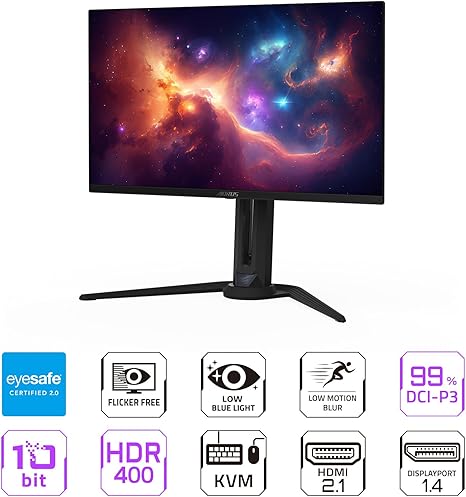 AORUS
eyesafe
CERTIFIED 2.0
FLICKER FREE
LOW
BLUE LIGHT
LOW MOTION
BLUR
99%
DCI-P3
10
bit
HDR
400
KVM
HDMI
2.1
DISPLAYPORT
1.4